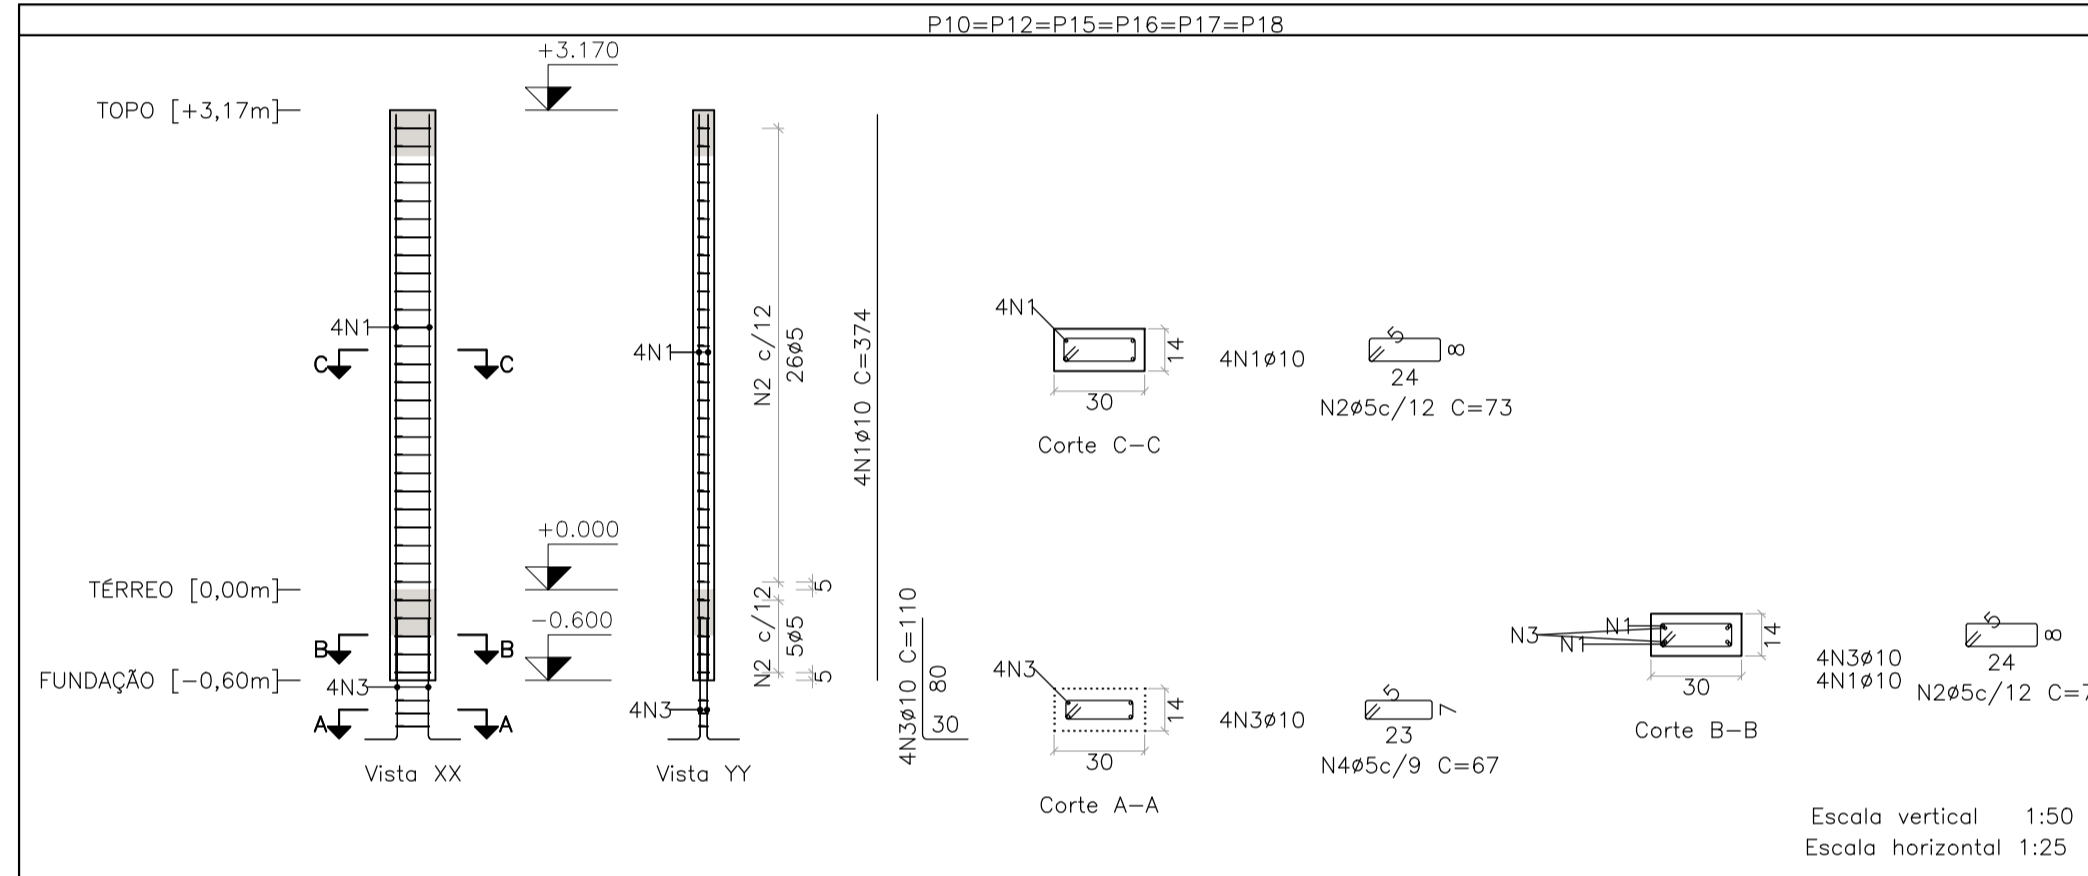 P10=P12=P15=P16=P17=P18
+3.170
TOPO [+3,17m]
4N1
C C
4N1
N2 c/12
26ø5
4N1ø10 C=374
4N1
14
30
Corte C-C
4N1ø10
5
8
24
N2ø5c/12 C=73
+0.000
TÉRREO [0,00m]
5
N2 c/12
5ø5
5
-0.600
B B
FUNDAÇÃO [-0,60m]
4N3
4N3
A A
Vista XX
Vista YY
4N3ø10 C=110
80
30
4N3
14
30
Corte A-A
4N3ø10
5
7
23
N4ø5c/9 C=67
N3
N1
N1
14
30
Corte B-B
4N3ø10
4N1ø10
5
8
24
N2ø5c/12 C=7
Escala vertical 1:50
Escala horizontal 1:25